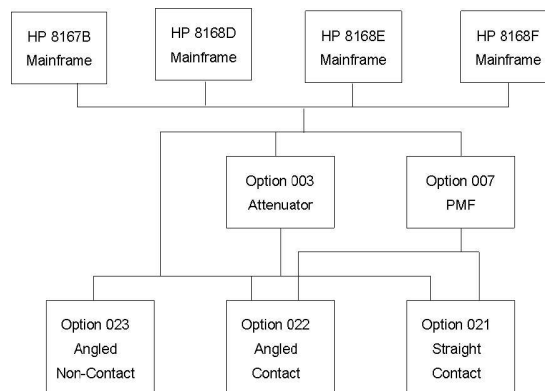 HP 8167B
Mainframe
HP 8168D
Mainframe
HP 8168E
Mainframe
HP 8168F
Mainframe
Option 003
Attenuator
Option 007
PMF
Option 023
Angled
Non-Contact
Option 022
Angled
Contact
Option 021
Straight
Contact